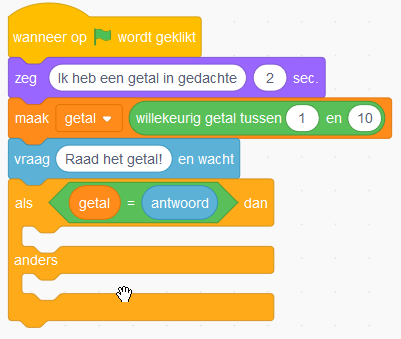 wanneer op wordt geklikt
zeg Ik heb een getal in gedachte 2 sec.
maak getal willekeurig getal tussen 1 en 10
vraag Raad het getal! en wacht
als getal = antwoord dan
anders